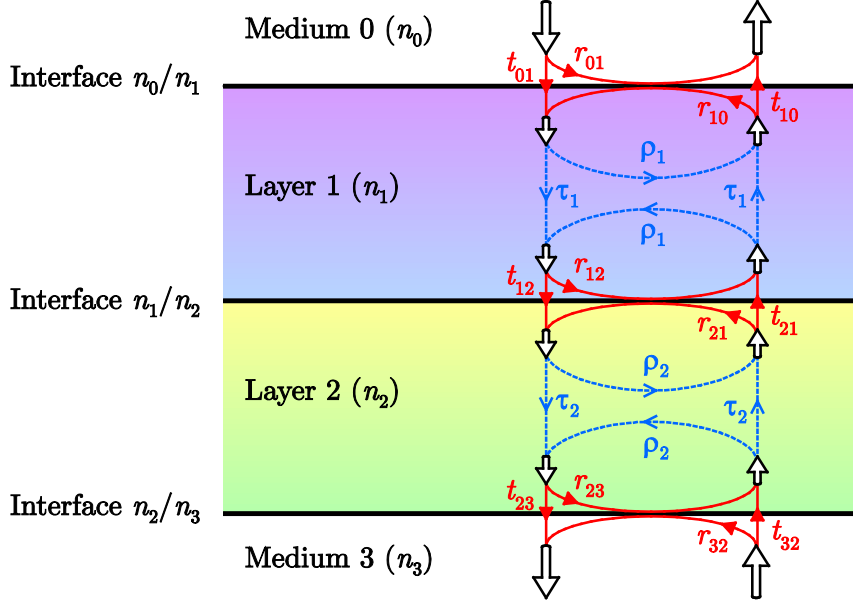 Medium 0 (n₀)
t₀₁
r₀₁
Interface n₀/n₁
r₁₀
t₁₀
ρ₁
Layer 1 (n₁)
τ₁
τ₁
ρ₁
t₁₂
r₁₂
Interface n₁/n₂
r₂₁
t₂₁
ρ₂
Layer 2 (n₂)
τ₂
τ₂
ρ₂
t₂₃
r₂₃
Interface n₂/n₃
r₃₂
t₃₂
Medium 3 (n₃)